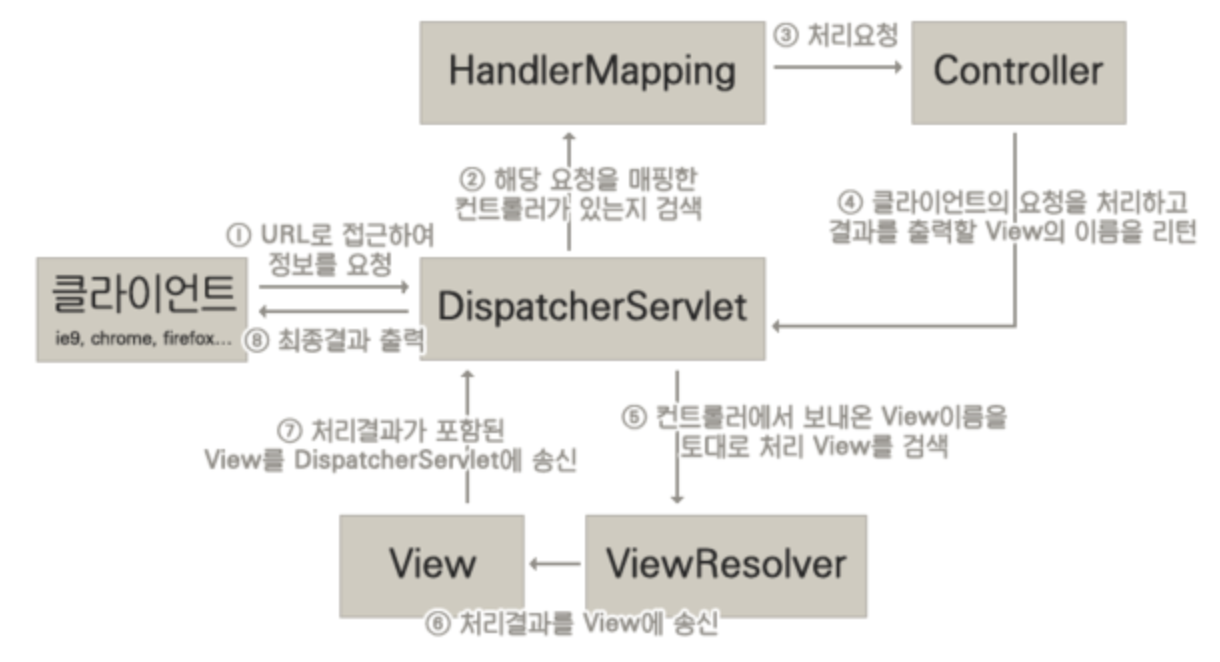 HandlerMapping
③ 처리요청
Controller
② 해당 요청을 매핑한
컨트롤러가 있는지 검색
④ 클라이언트의 요청을 처리하고
결과를 출력할 View의 이름을 리턴
① URL로 접근하여
정보를 요청
클라이언트
ie9, chrome, firefox...
DispatcherServlet
⑧ 최종결과 출력
⑤ 컨트롤러에서 보내온 View이름을
토대로 처리 View를 검색
⑦ 처리결과가 포함된
View를 DispatcherServlet에 송신
View
ViewResolver
⑥ 처리결과를 View에 송신